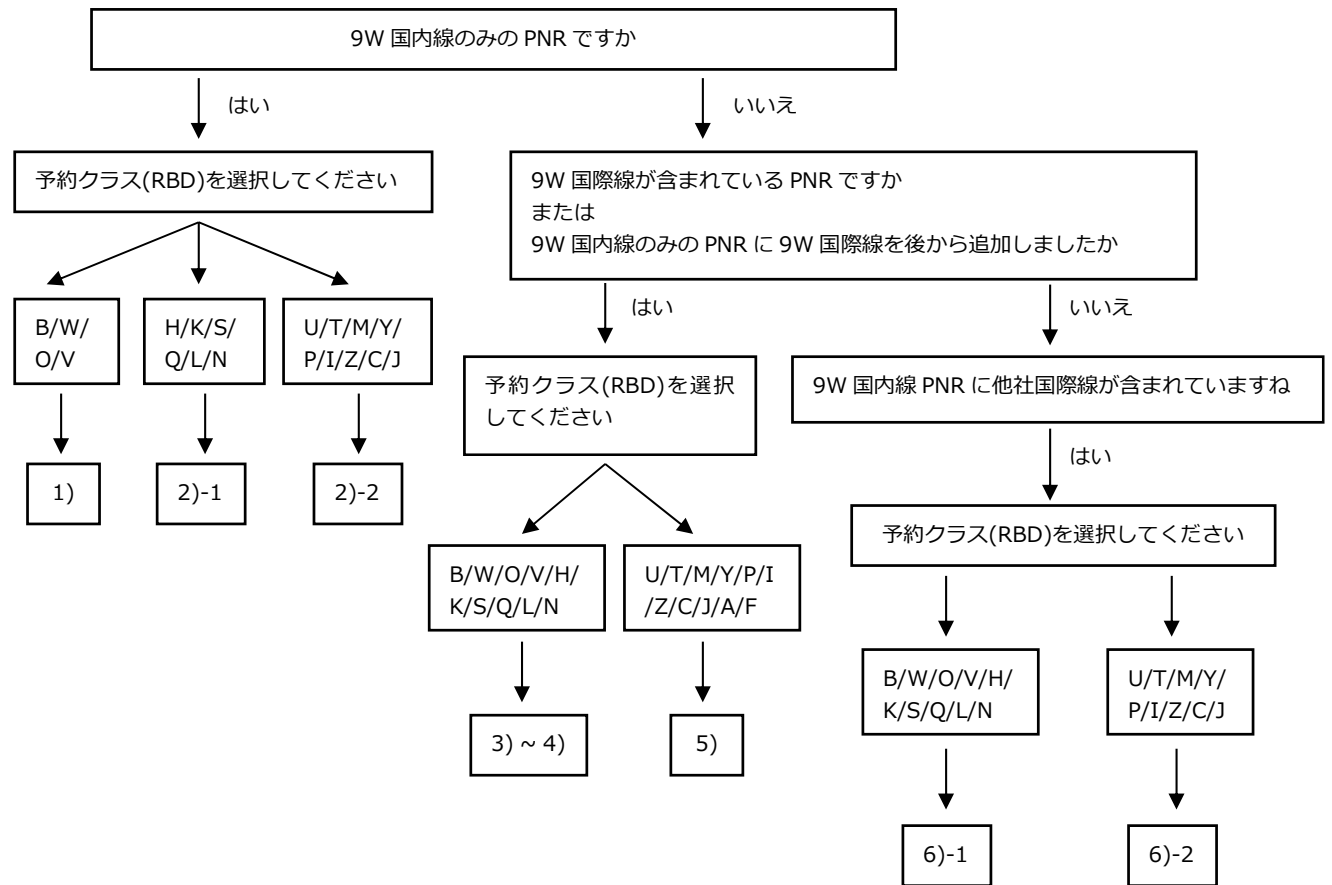 9W 国内線のみの PNR ですか
はい
いいえ
予約クラス(RBD)を選択してください
9W 国際線が含まれている PNR ですか
または
9W 国内線のみの PNR に 9W 国際線を後から追加しましたか
B/W/
O/V
H/K/S/
Q/L/N
U/T/M/Y/
P/I/Z/C/J
1)
2)-1
2)-2
はい
いいえ
予約クラス(RBD)を選択
してください
9W 国内線 PNR に他社国際線が含まれていますね
はい
B/W/O/V/H/
K/S/Q/L/N
U/T/M/Y/P/I
/Z/C/J/A/F
3) ~ 4)
5)
予約クラス(RBD)を選択してください
B/W/O/V/H/
K/S/Q/L/N
U/T/M/Y/
P/I/Z/C/J
6)-1
6)-2